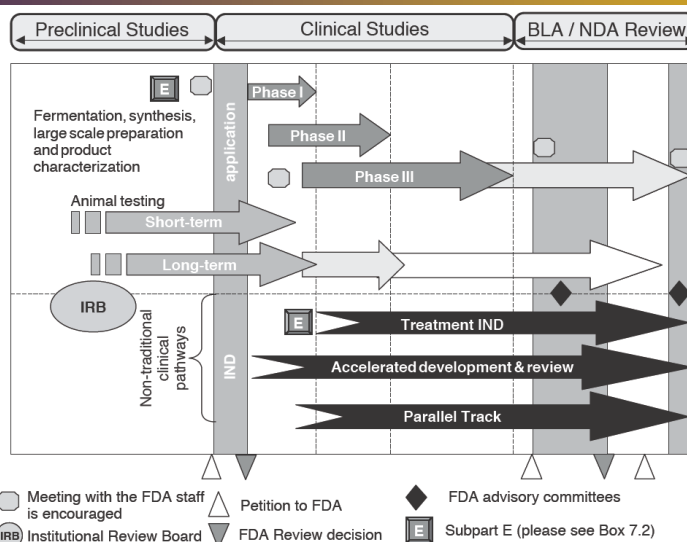 Preclinical Studies
Clinical Studies
BLA / NDA Review
E
Fermentation, synthesis,
large scale preparation
and product
characterization
application
Phase I
Phase II
Phase III
Animal testing
Short-term
Long-term
IRB
Non-traditional
clinical
pathways
IND
E
Treatment IND
Accelerated development & review
Parallel Track
Meeting with the FDA staff
is encouraged
Petition to FDA
FDA advisory committees
IRB Institutional Review Board
FDA Review decision
E Subpart E (please see Box 7.2)